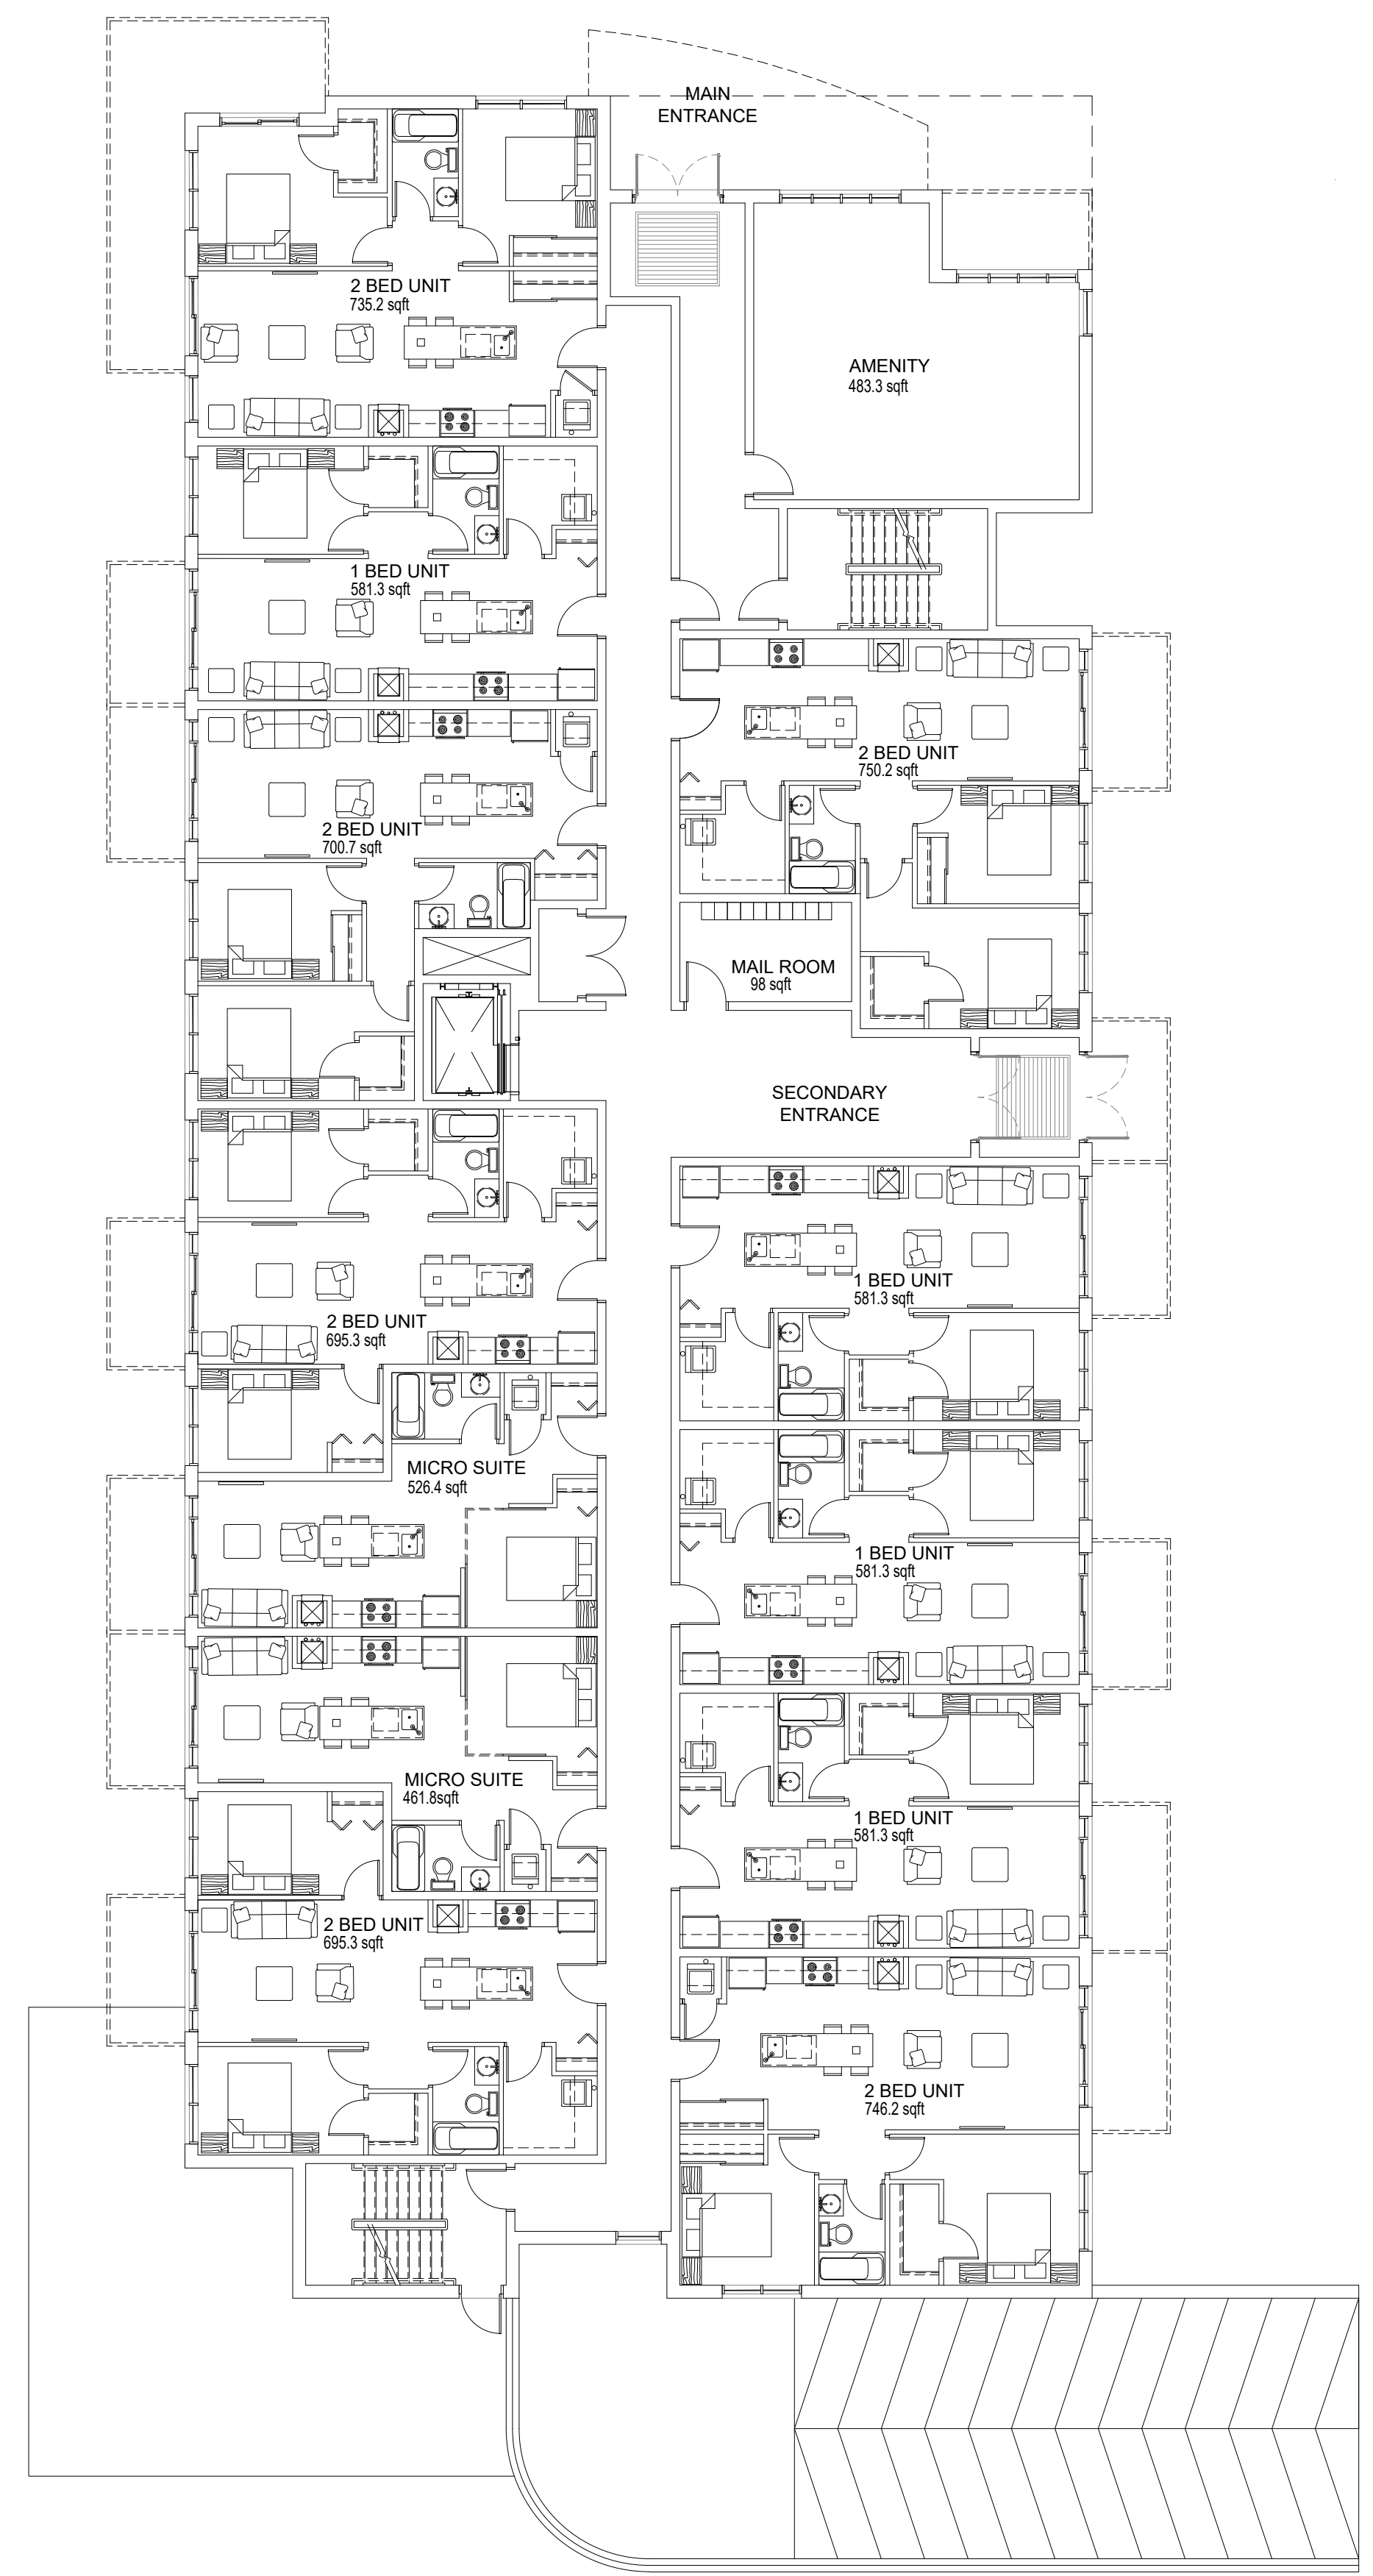 MAIN
ENTRANCE
2 BED UNIT
735.2 sqft
AMENITY
483.3 sqft
1 BED UNIT
581.3 sqft
2 BED UNIT
750.2 sqft
2 BED UNIT
700.7 sqft
MAIL ROOM
98 sqft
SECONDARY
ENTRANCE
1 BED UNIT
581.3 sqft
2 BED UNIT
695.3 sqft
MICRO SUITE
526.4 sqft
1 BED UNIT
581.3 sqft
MICRO SUITE
461.8sqft
1 BED UNIT
581.3 sqft
2 BED UNIT
695.3 sqft
2 BED UNIT
746.2 sqft